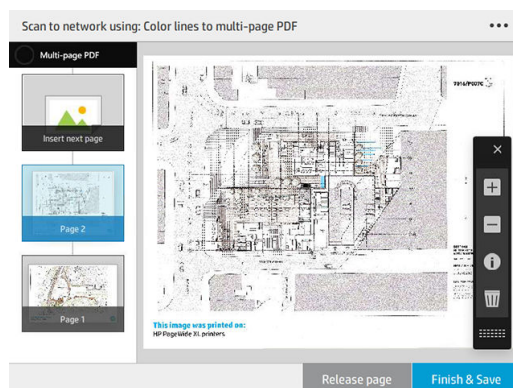 Scan to network using: Color lines to multi-page PDF
Multi-page PDF
Insert next page
Page 2
Page 1
This image was printed on:
HP PageWide XL printers
Release page
Finish & Save